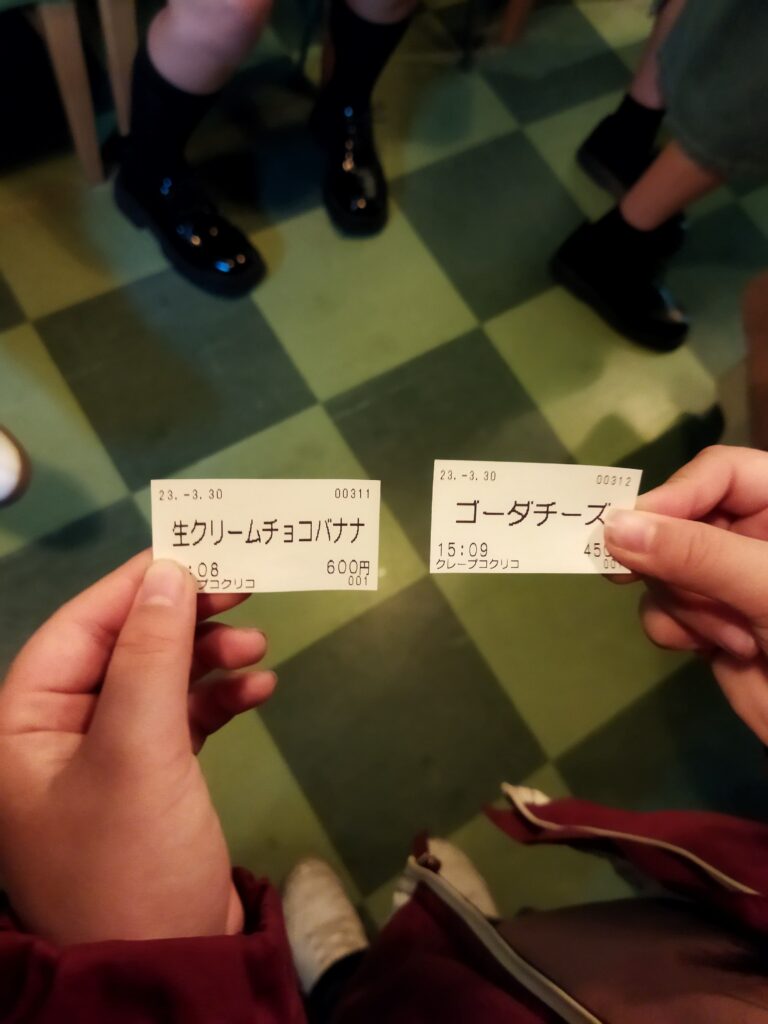 23.-3.30 00311
生クリームチョコバナナ
:08 600円
プコクリコ 001
23.-3.30 00312
ゴーダチーズ
15:09 450
クレープコクリコ